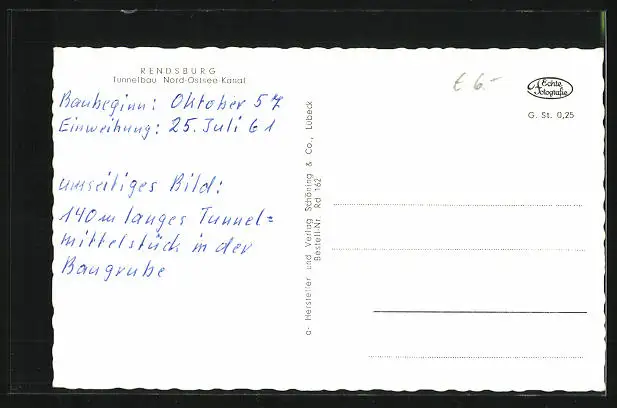 RENDSBURG
Tunnelbau Nord-Ostsee-Kanal
Baubeginn: Oktober 57
Einweihung: 25. Juli 61
umseitiges Bild:
140m langes Tunnel=
mittelstück in der
Baugrube
a- Hersteller und Verlag Schöning & Co., Lübeck
Bestell-Nr. Rd 162
€ 6.-
Echte
Fotografie
G. St. 0,25